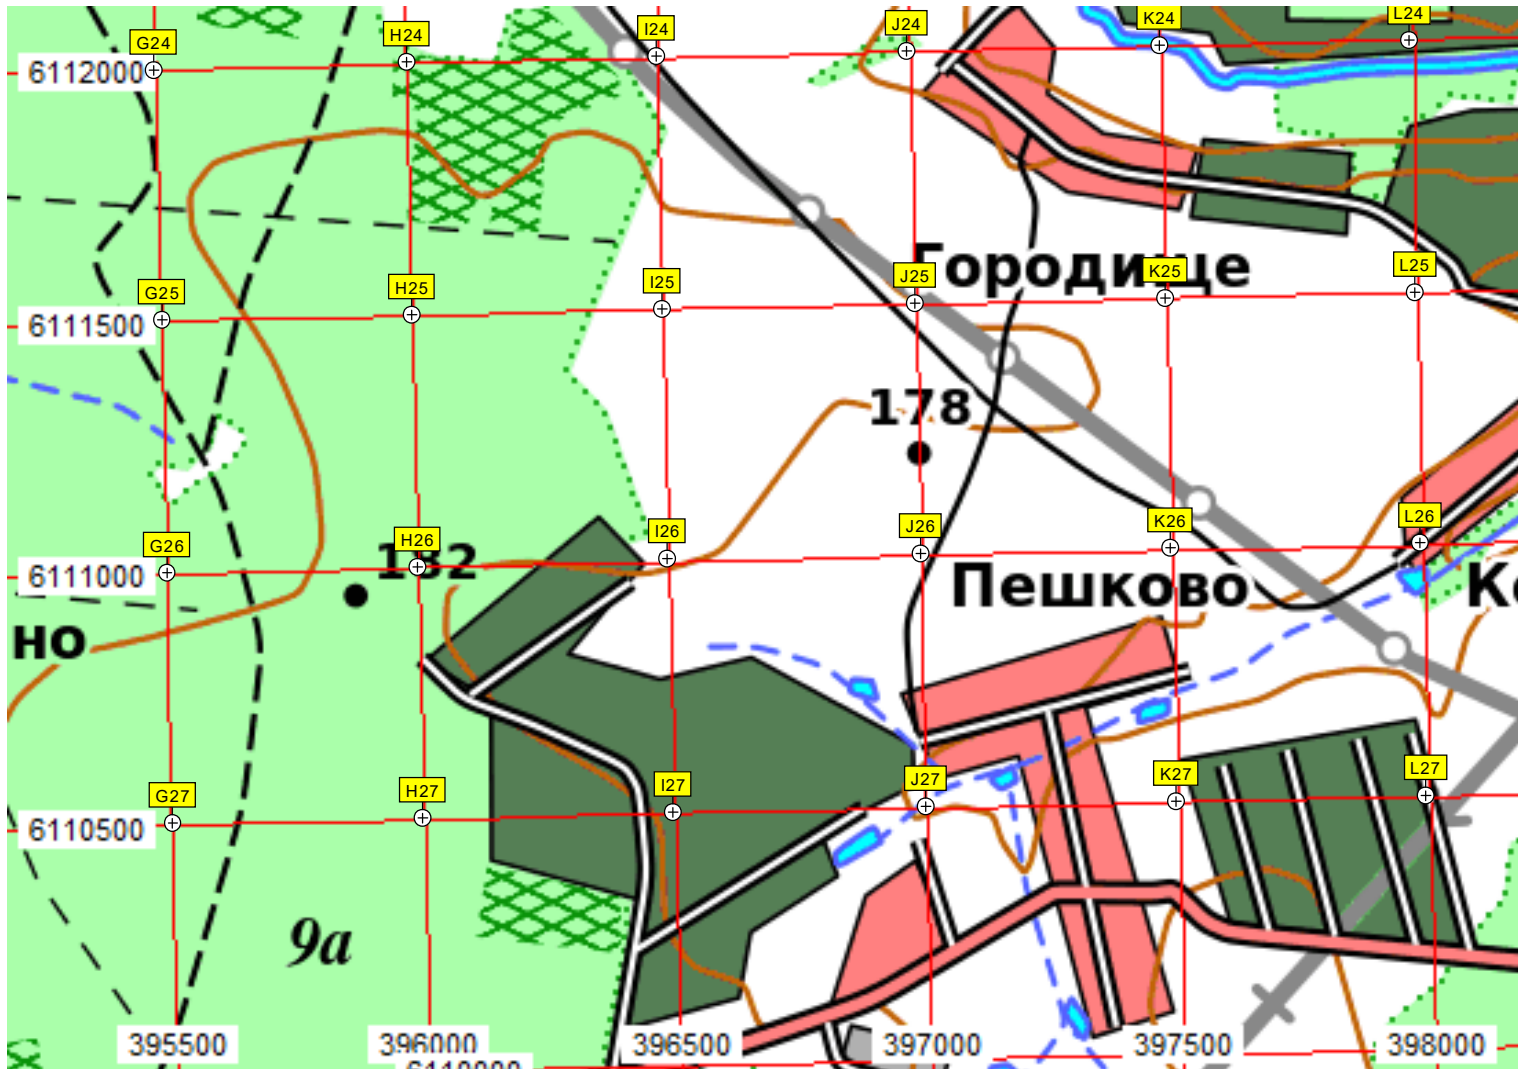 G24 H24 I24 J24 K24 L24
6112000
Городище
G25 H25 I25 J25 K25 L25
6111500
178
G26 H26 I26 J26 K26 L26
182
6111000
Пешково
но
G27 H27 I27 J27 K27 L27
6110500
9а
395500 396000 396500 397000 397500 398000